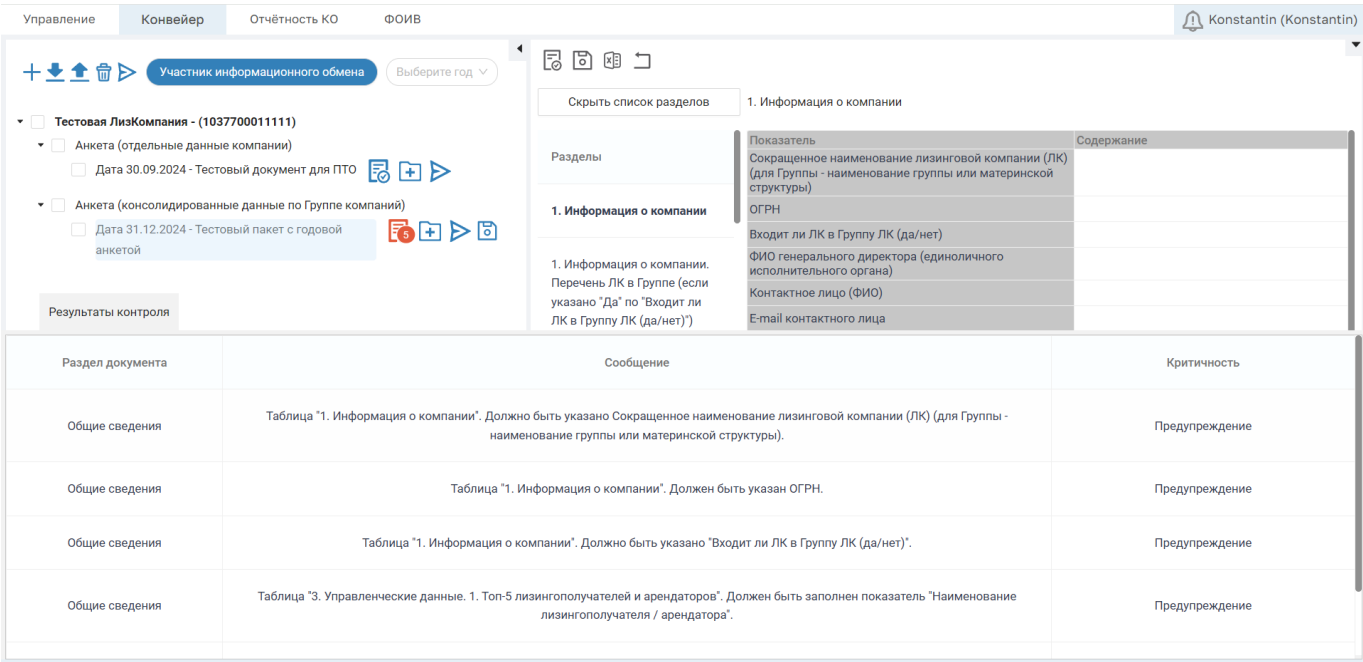 Управление
Конвейер
Отчётность КО
ФОИВ
Konstantin (Konstantin)
Участник информационного обмена
Выберите год
Тестовая ЛизКомпания - (1037700011111)
Анкета (отдельные данные компании)
Дата 30.09.2024 - Тестовый документ для ПТО
Анкета (консолидированные данные по Группе компаний)
Дата 31.12.2024 - Тестовый пакет с годовой
анкетой
5
Результаты контроля
Скрыть список разделов
1. Информация о компании
Разделы
1. Информация о компании
1. Информация о компании.
Перечень ЛК в Группе (если
указано "Да" по "Входит ли
ЛК в Группу ЛК (да/нет)")
Показатель
Содержание
Сокращенное наименование лизинговой компании (ЛК)
(для Группы - наименование группы или материнской
структуры)
ОГРН
Входит ли ЛК в Группу ЛК (да/нет)
ФИО генерального директора (единоличного
исполнительного органа)
Контактное лицо (ФИО)
E-mail контактного лица
Раздел документа
Сообщение
Критичность
Общие сведения
Таблица "1. Информация о компании". Должно быть указано Сокращенное наименование лизинговой компании (ЛК) (для Группы -
наименование группы или материнской структуры).
Предупреждение
Общие сведения
Таблица "1. Информация о компании". Должен быть указан ОГРН.
Предупреждение
Общие сведения
Таблица "1. Информация о компании". Должно быть указано "Входит ли ЛК в Группу ЛК (да/нет)".
Предупреждение
Общие сведения
Таблица "3. Управленческие данные. 1. Топ-5 лизингополучателей и арендаторов". Должен быть заполнен показатель "Наименование
лизингополучателя / арендатора".
Предупреждение